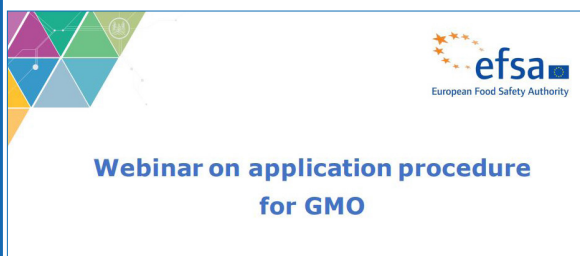 efsa
European Food Safety Authority
Webinar on application procedure
for GMO